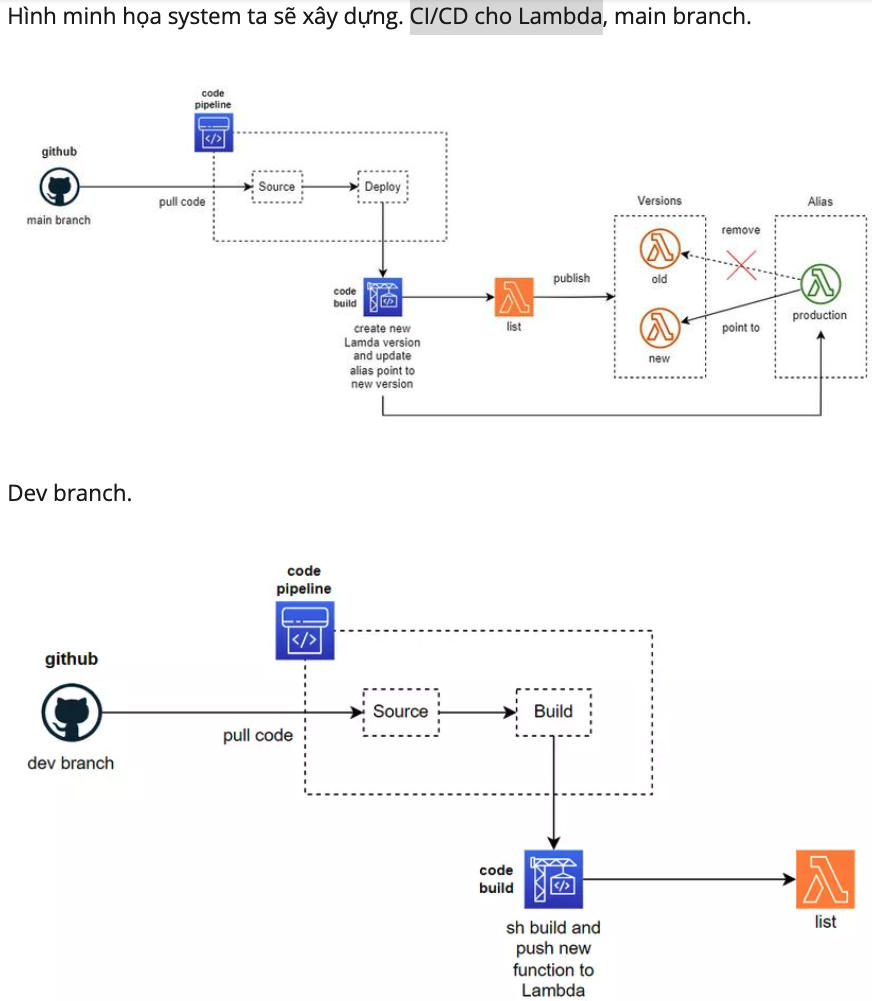 Hình minh họa system ta sẽ xây dựng. CI/CD cho Lambda, main branch.
code
pipeline
github
Source
Deploy
pull code
main branch
Versions
Alias
remove
old
publish
code
build
list
production
point to
new
create new
Lamda version
and update
alias point to
new version
Dev branch.
code
pipeline
github
Source
Build
pull code
dev branch
code
build
list
sh build and
push new
function to
Lambda